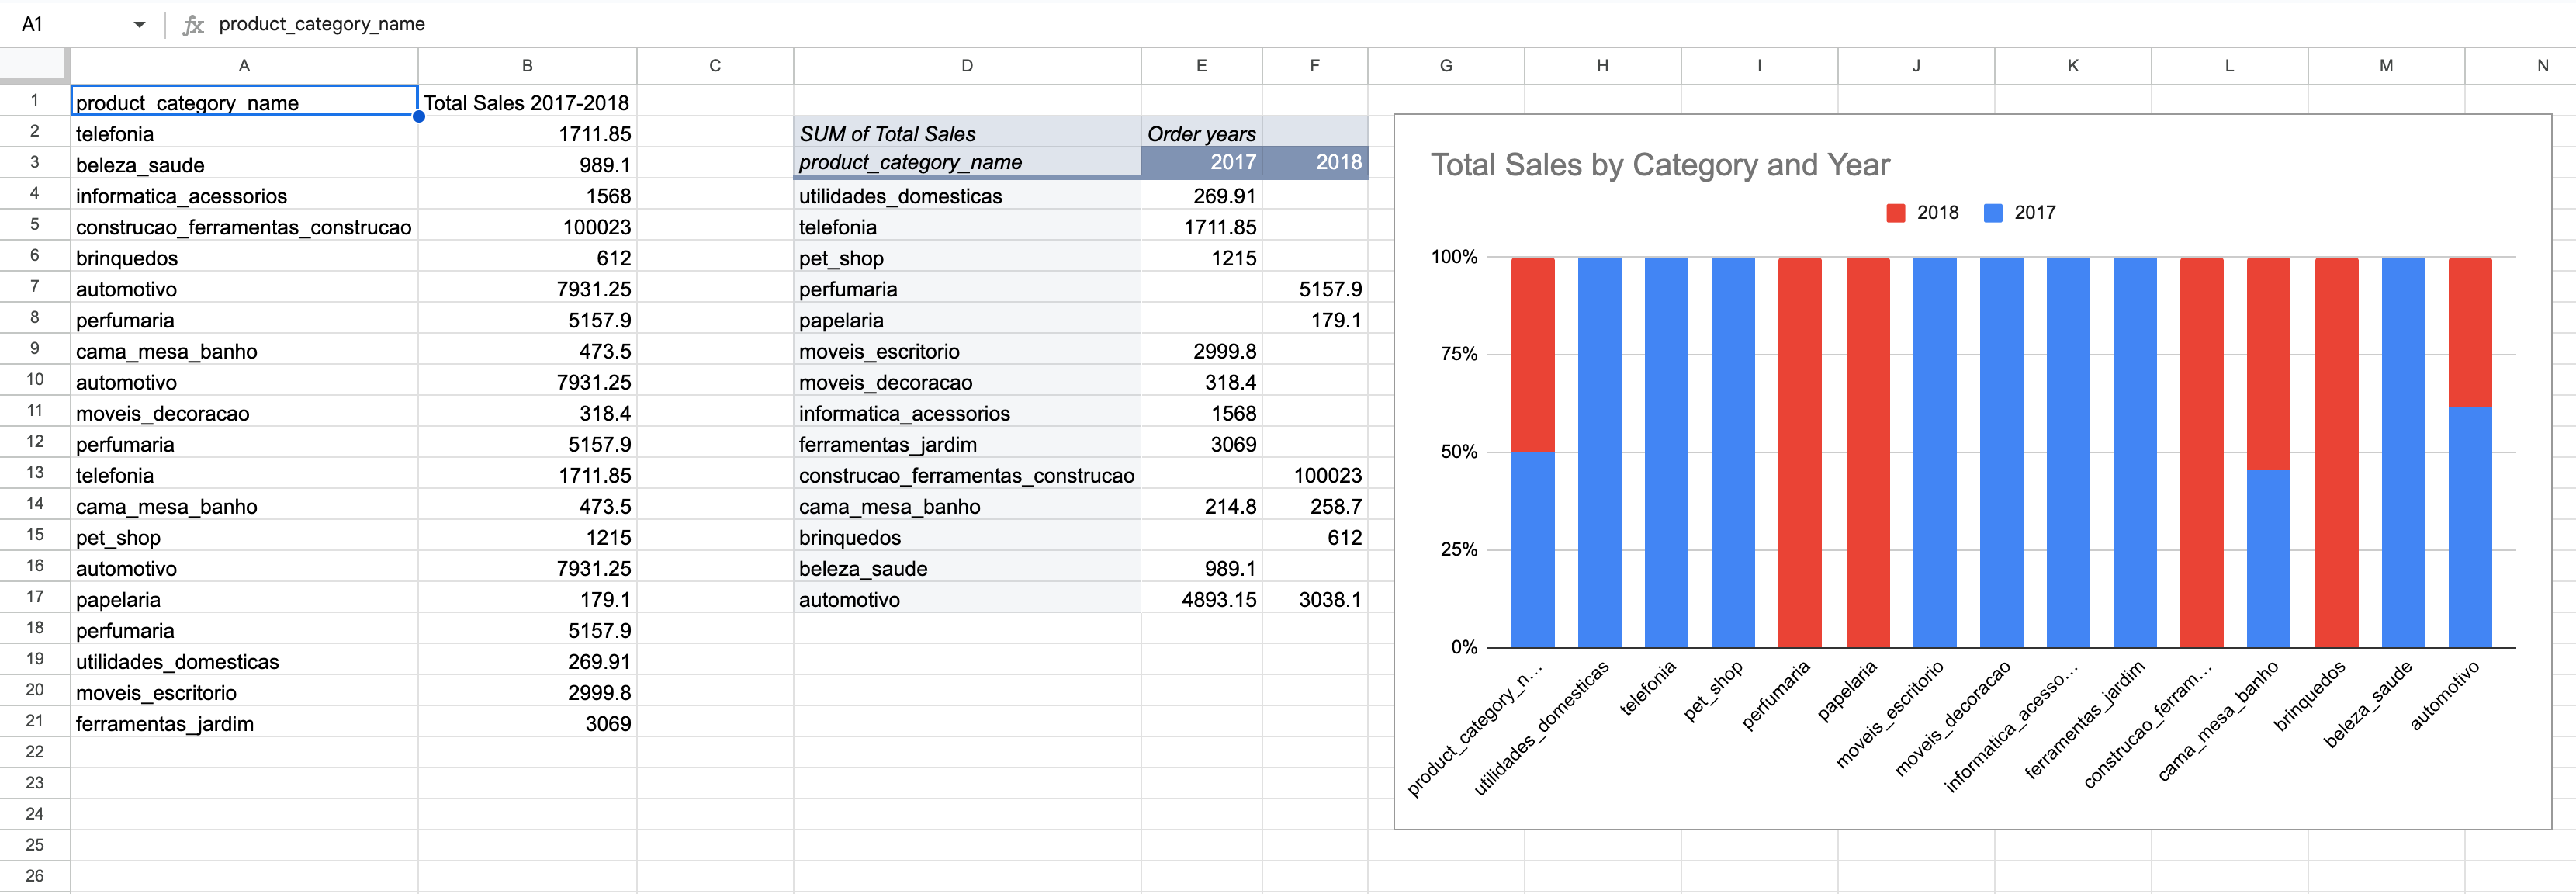 A1 fx product_category_name
A B C D E F G H I J K L M N
1 product_category_name Total Sales 2017-2018
2 telefonia 1711.85 SUM of Total Sales Order years
3 beleza_saude 989.1 product_category_name 2017 2018
4 informatica_acessorios 1568 utilidades_domesticas 269.91
5 construcao_ferramentas_construcao 100023 telefonia 1711.85
6 brinquedos 612 pet_shop 1215
7 automotivo 7931.25 perfumaria 5157.9
8 perfumaria 5157.9 papelaria 179.1
9 cama_mesa_banho 473.5 moveis_escritorio 2999.8
10 automotivo 7931.25 moveis_decoracao 318.4
11 moveis_decoracao 318.4 informatica_acessorios 1568
12 perfumaria 5157.9 ferramentas_jardim 3069
13 telefonia 1711.85 construcao_ferramentas_construcao 100023
14 cama_mesa_banho 473.5 cama_mesa_banho 214.8 258.7
15 pet_shop 1215 brinquedos 612
16 automotivo 7931.25 beleza_saude 989.1
17 papelaria 179.1 automotivo 4893.15 3038.1
18 perfumaria 5157.9
19 utilidades_domesticas 269.91
20 moveis_escritorio 2999.8
21 ferramentas_jardim 3069
22
23
24
25
26
Total Sales by Category and Year
2018 2017
100%
75%
50%
25%
0%
product_category_n...
utilidades_domesticas
telefonia
pet_shop
perfumaria
papelaria
moveis_escritorio
moveis_decoracao
informatica_acesso...
ferramentas_jardim
construcao_ferram...
cama_mesa_banho
brinquedos
beleza_saude
automotivo